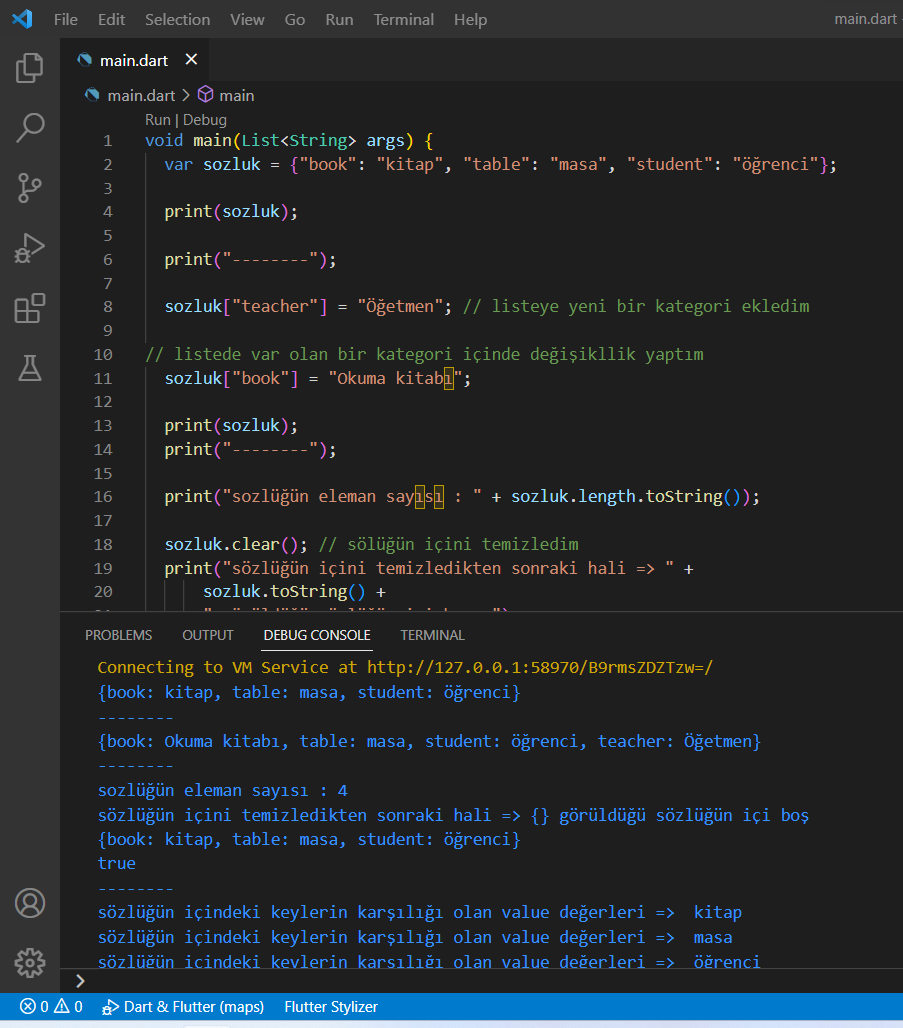 File Edit Selection View Go Run Terminal Help main.dart -
main.dart ×
main.dart > main
Run | Debug
1 void main(List<String> args) {
2 var sozluk = {"book": "kitap", "table": "masa", "student": "öğrenci"};
3
4 print(sozluk);
5
6 print("--------");
7
8 sozluk["teacher"] = "Öğetmen"; // listeye yeni bir kategori ekledim
9
10 // listede var olan bir kategori içinde değişikllik yaptım
11 sozluk["book"] = "Okuma kitabı";
12
13 print(sozluk);
14 print("--------");
15
16 print("sozlüğün eleman sayısı : " + sozluk.length.toString());
17
18 sozluk.clear(); // sölüğün içini temizledim
19 print("sözlüğün içini temizledikten sonraki hali => " +
20 sozluk.toString() +
PROBLEMS OUTPUT DEBUG CONSOLE TERMINAL
Connecting to VM Service at http://127.0.0.1:58970/B9rmsZDZTzw=/
{book: kitap, table: masa, student: öğrenci}
--------
{book: Okuma kitabı, table: masa, student: öğrenci, teacher: Öğetmen}
--------
sozlüğün eleman sayısı : 4
sözlüğün içini temizledikten sonraki hali => {} görüldüğü sözlüğün içi boş
{book: kitap, table: masa, student: öğrenci}
true
--------
sözlüğün içindeki keylerin karşılığı olan value değerleri => kitap
sözlüğün içindeki keylerin karşılığı olan value değerleri => masa
sözlüğün içindeki keylerin karşılığı olan value değerleri => öğrenci
>
0 0 Dart & Flutter (maps) Flutter Stylizer